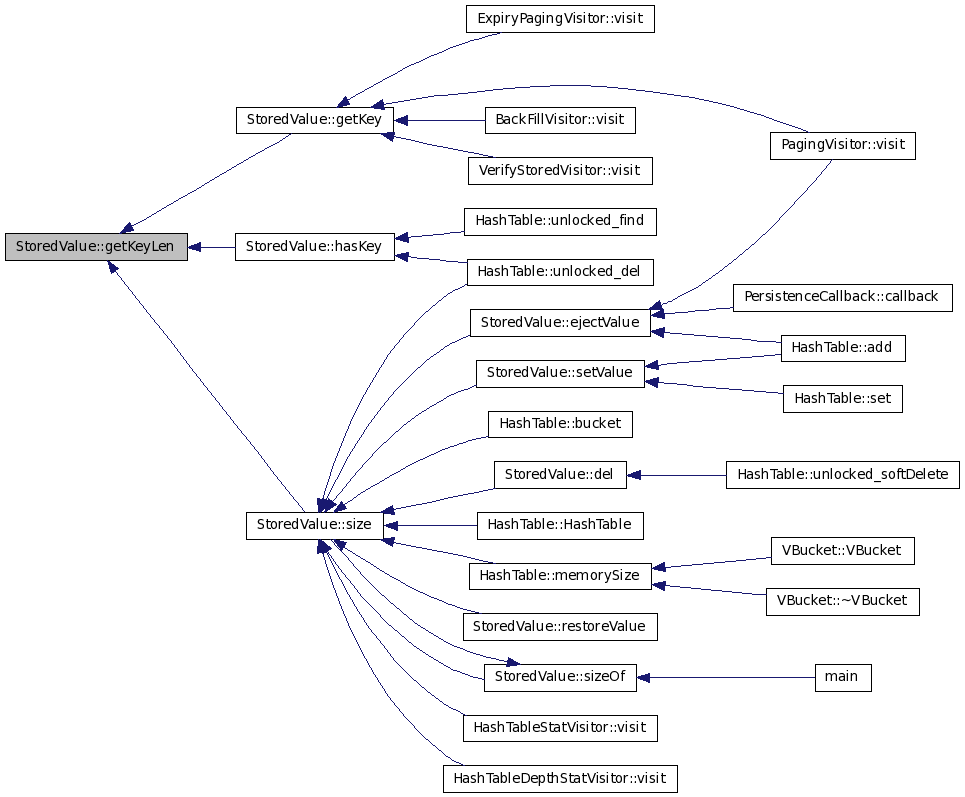 ExpiryPagingVisitor::visit
StoredValue::getKey
BackFillVisitor::visit
PagingVisitor::visit
VerifyStoredVisitor::visit
HashTable::unlocked_find
StoredValue::getKeyLen
StoredValue::hasKey
HashTable::unlocked_del
PersistenceCallback::callback
StoredValue::ejectValue
HashTable::add
StoredValue::setValue
HashTable::set
HashTable::bucket
StoredValue::del
HashTable::unlocked_softDelete
StoredValue::size
HashTable::HashTable
VBucket::VBucket
HashTable::memorySize
VBucket::~VBucket
StoredValue::restoreValue
StoredValue::sizeOf
main
HashTableStatVisitor::visit
HashTableDepthStatVisitor::visit